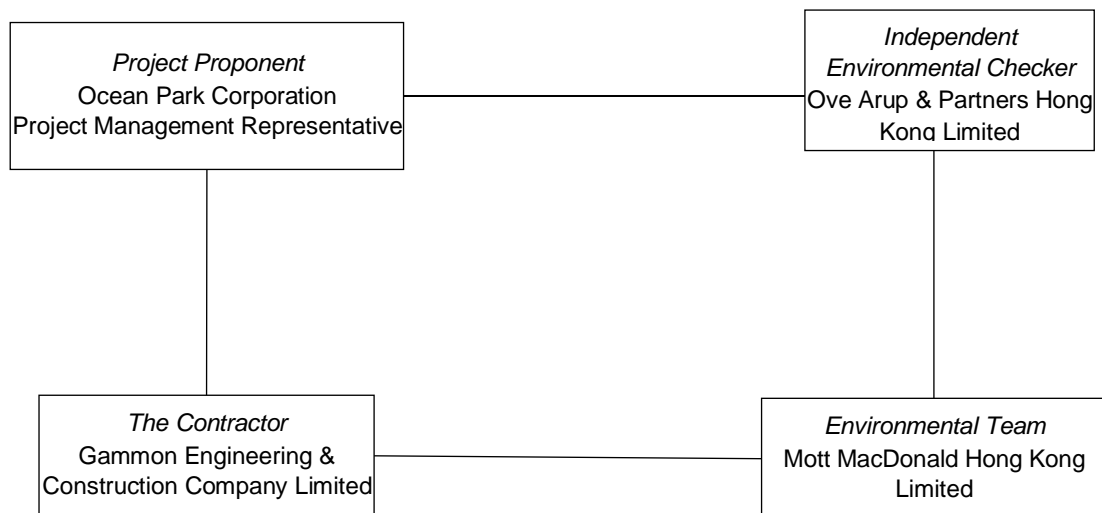 Project Proponent
Ocean Park Corporation
Project Management Representative
Independent
Environmental Checker
Ove Arup & Partners Hong
Kong Limited
The Contractor
Gammon Engineering &
Construction Company Limited
Environmental Team
Mott MacDonald Hong Kong
Limited